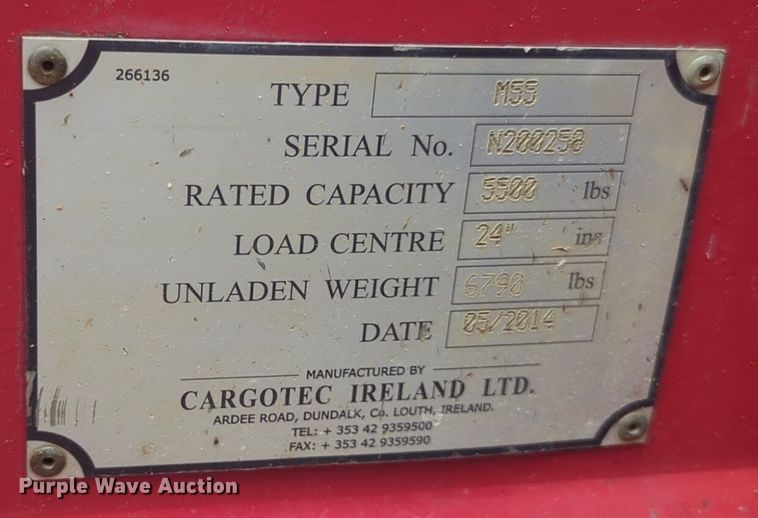 266136
TYPE M55
SERIAL No. N200258
RATED CAPACITY 5500 lbs
LOAD CENTRE 24" ins
UNLADEN WEIGHT 6790 lbs
DATE 05/2014
MANUFACTURED BY
CARGOTEC IRELAND LTD.
ARDEE ROAD, DUNDALK, Co. LOUTH, IRELAND.
TEL: + 353 42 9359500
FAX: + 353 42 9359590
Purple Wave Auction